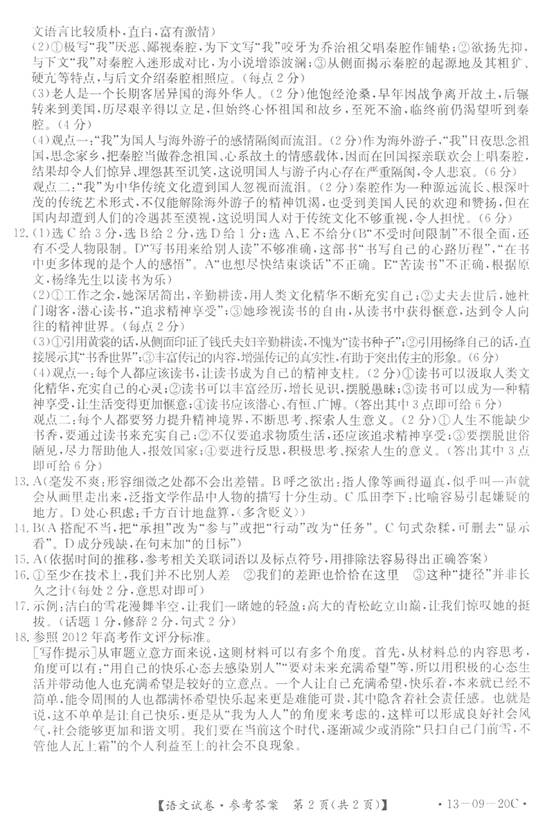 文语言比较质朴,直白,富有激情)
(2)①极写“我”厌恶、鄙视秦腔,为下文写“我”咬牙为乔治祖父唱秦腔作铺垫;②欲扬先抑,
与下文“我”对秦腔入迷形成对比,为小说增添波澜;③从侧面揭示秦腔的起源地及其粗犷、
硬亢等特点,与后文介绍秦腔相照应。(每点2分)
(3)老人是一个长期客居异国的海外华人。(2分)他饱经沧桑,早年因战争离开故土,后辗
转来到美国,历尽艰辛得以立足,但始终心怀祖国和故乡,至死不渝,临终前仍渴望听到秦
腔。(4分)
(4)观点一:“我”为国人与海外游子的感情隔阂而流泪。(2分)作为海外游子,“我”日夜思念祖
国,思念家乡,把秦腔当做眷念祖国、心系故土的情感载体,因而在回国探亲联欢会上唱秦腔,
结果却令人们惊异、埋怨甚至讥笑,这说明国人与游子内心存在严重隔阂,令人悲哀。(6分)
观点二:“我”为中华传统文化遭到国人忽视而流泪。(2分)秦腔作为一种源远流长、根深叶
茂的传统艺术形式,不仅能解除海外游子的精神饥渴,也受到美国人民的欢迎和赞扬,但在
国内却遭到人们的冷遇甚至漠视,这说明国人对于传统文化不够重视,令人担忧。(6分)
12.(1)选C给3分,选B给2分,选D给1分;选A、E不给分(B“不受时间限制”不很全面,还
有不受人物限制。D“写书用来给别人读”不够准确,这部书“书写自己的心路历程”,“在书
中更多体现的是个人的感悟”。A“也想尽快结束谈话”不正确。E“苦读书”不正确,根据原
文,杨绛先生以读书为乐)
(2)①工作之余,她深居简出,辛勤耕读,用人类文化精华不断充实自己;②丈夫去世后,她杜
门谢客,潜心读书,“追求精神享受”;③她珍视读书的自由,从读书中获得惬意,达到令人向
往的精神世界。(每点2分)
(3)①引用黄裳的话,从侧面印证了钱氏夫妇辛勤耕读,不愧为“读书种子”;②引用杨绛自己的话,直
接展示其“书香世界”;③丰富传记的内容,增强传记的真实性,有助于突出传主的形象。(6分)
(4)观点一:每个人都应该读书,让读书成为自己的精神支柱。(2分)①读书可以汲取人类文
化精华,充实自己的心灵;②读书可以丰富经历,增长见识,摆脱愚昧;③读书可以成为一种精
神享受,让生活变得更加惬意;④读书应该潜心、有恒、广博。(答出其中3点即可给6分)
观点二:每个人都要努力提升精神境界,不断思考、探索人生意义。(2分)①人生不能缺少
书香,要通过读书来充实自己;②不仅要追求物质生活,还应该追求精神享受;③要摆脱世俗
陋见,尽力帮助他人,报效国家;④要进行反思,积极思考、探索人生的意义。(答出其中3点
即可给6分)
13.A(毫发不爽:形容细微之处都不会出差错。B呼之欲出:指人像等画得逼真,似乎叫一声就
会从画里走出来,泛指文学作品中人物的描写十分生动。C瓜田李下:比喻容易引起嫌疑的
地方。D处心积虑:千方百计地盘算,(多含贬义))
14.B(A搭配不当,把“承担”改为“参与”或把“行动”改为“任务”。C句式杂糅,可删去“显示
看”。D成分残缺,在句末加“的目标”)
15.A(依据时间的推移,参考相关关联词语以及标点符号,用排除法容易得出正确答案)
16.①至少在技术上,我们并不比别人差 ②我们的差距也恰恰在这里 ③这种“捷径”并非长
久之计(每处2分,意思对即可)
17.示例:洁白的雪花漫舞半空,让我们一睹她的轻盈;高大的青松屹立山巅,让我们惊叹她的挺
拔。(话题1分,修辞2分,句式2分)
18.参照2012年高考作文评分标准。
[写作提示]从审题立意方面来说,这则材料可以有多个角度。首先,从材料总的内容思考,
角度可以有:“用自己的快乐心态去感染别人”“要对未来充满希望”等,所以用积极的心态生
活并带动他人也充满希望是较好的立意点。一个人让自己充满希望,快乐着,本来就已经不
简单,能令周围的人也都满怀希望快乐起来更是难能可贵,其中隐含着社会责任感。也就是
说,这不单单是让自己快乐,更是从“我为人人”的角度来考虑的,这样可以形成良好社会风
气,社会能够更加和谐文明。我们要在当前这个时代,逐渐减少或消除“只扫自己门前雪,不
管他人瓦上霜”的个人利益至上的社会不良现象。
【语文试卷·参考答案 第2页(共2页)】 ·13-09-20C·